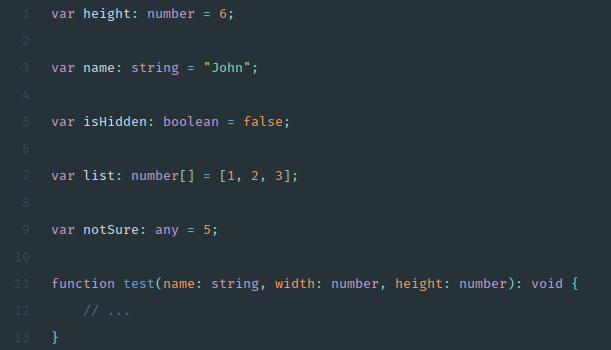 1 var height: number = 6;
2
3 var name: string = "John";
4
5 var isHidden: boolean = false;
6
7 var list: number[] = [1, 2, 3];
8
9 var notSure: any = 5;
10
11 function test(name: string, width: number, height: number): void {
12     // ...
13 }